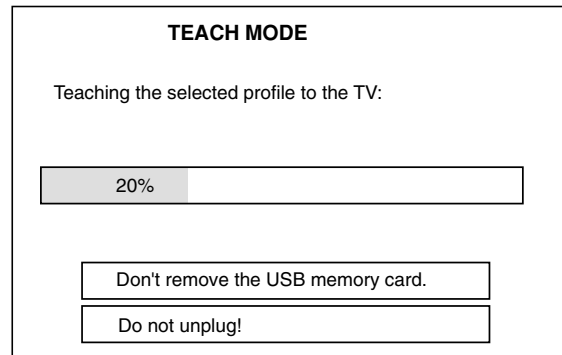 TEACH MODE
Teaching the selected profile to the TV:
20%
Don't remove the USB memory card.
Do not unplug!